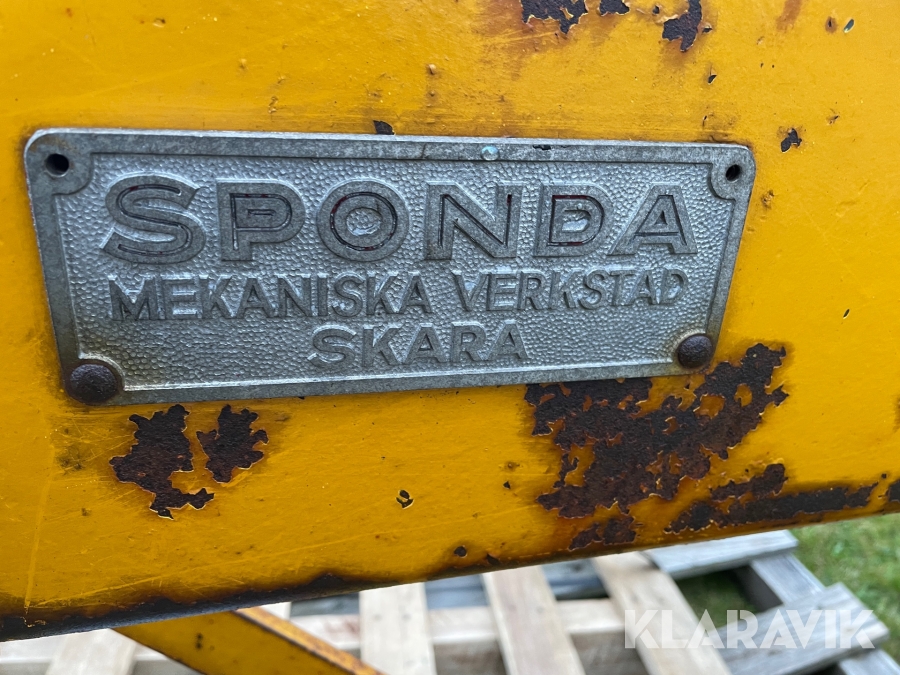 SPONDA
MEKANISKA VERKSTAD
SKARA
KLARAVIK